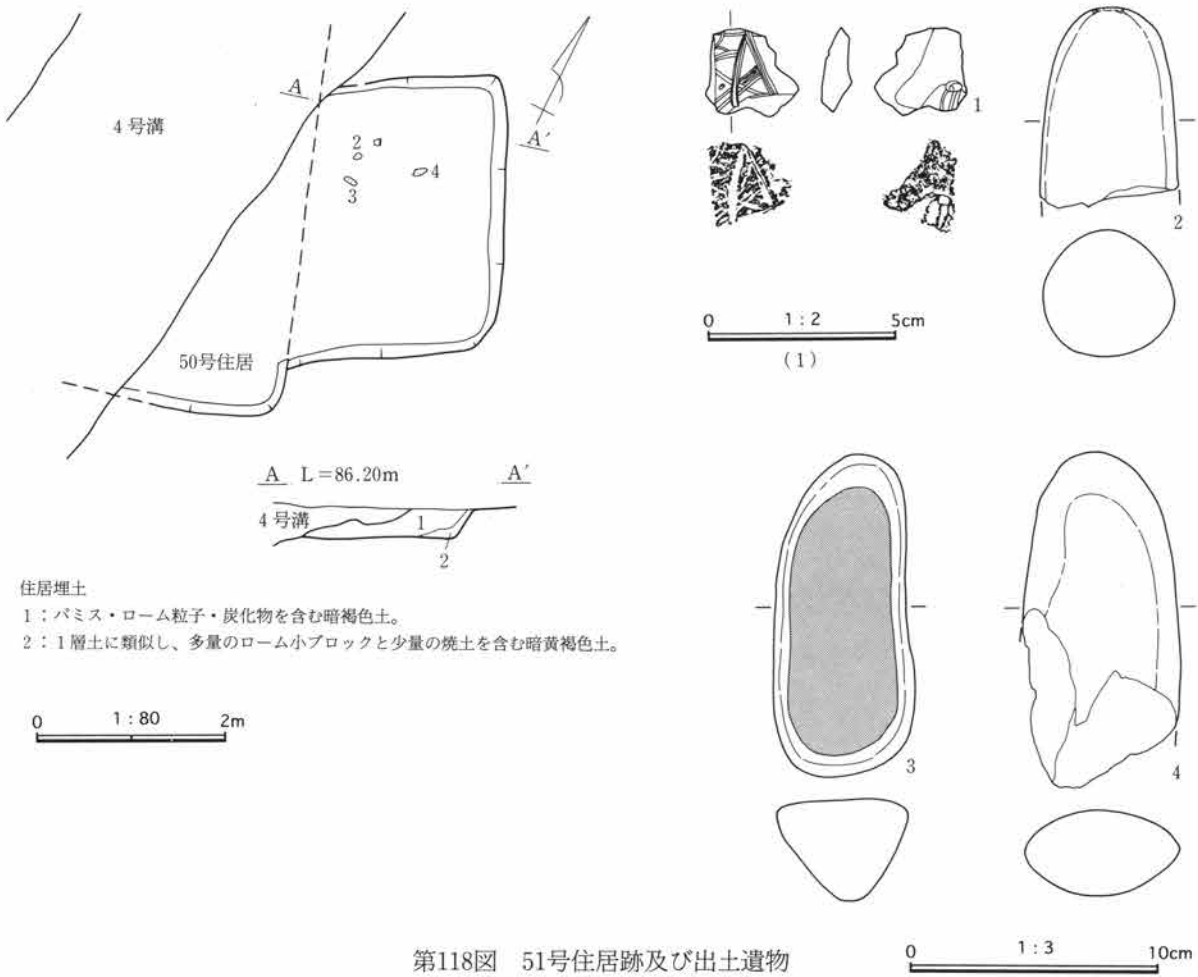 A
A′
4号溝
2
3
4
50号住居
A L=86.20m A′
4号溝
1
2
住居埋土
1：パミス・ローム粒子・炭化物を含む暗褐色土。
2：1層土に類似し、多量のローム小ブロックと少量の焼土を含む暗黄褐色土。
0 1：80 2m
1
2
0 1：2 5cm
(1)
3
4
0 1：3 10cm
第118図 51号住居跡及び出土遺物